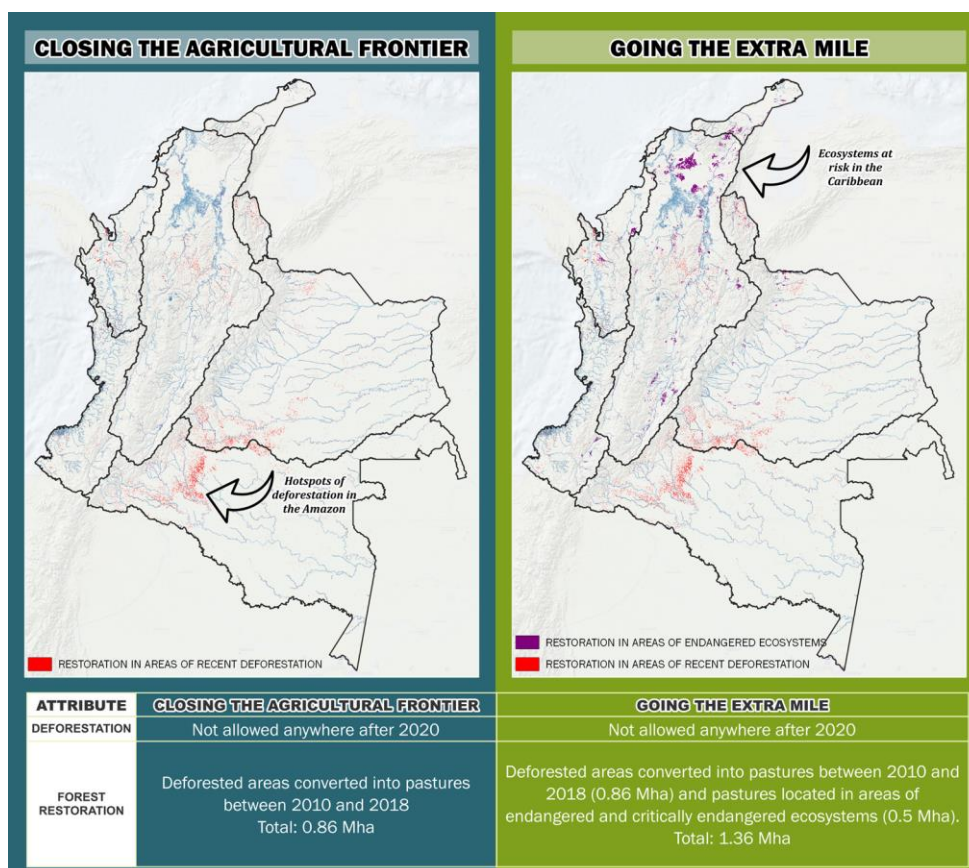 CLOSING THE AGRICULTURAL FRONTIER
Hotspots of
deforestation in
the Amazon
RESTORATION IN AREAS OF RECENT DEFORESTATION
GOING THE EXTRA MILE
Ecosystems at
risk in the
Caribbean
RESTORATION IN AREAS OF ENDANGERED ECOSYSTEMS
RESTORATION IN AREAS OF RECENT DEFORESTATION
ATTRIBUTE CLOSING THE AGRICULTURAL FRONTIER GOING THE EXTRA MILE
DEFORESTATION Not allowed anywhere after 2020 Not allowed anywhere after 2020
FOREST
RESTORATION
Deforested areas converted into pastures
between 2010 and 2018
Total: 0.86 Mha
Deforested areas converted into pastures between 2010 and
2018 (0.86 Mha) and pastures located in areas of
endangered and critically endangered ecosystems (0.5 Mha).
Total: 1.36 Mha